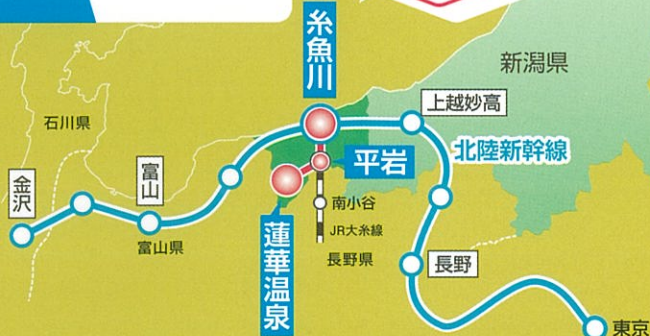 糸魚川
新潟県
上越妙高
石川県
北陸新幹線
平岩
富山
金沢
南小谷
蓮華温泉
JR大糸線
富山県
長野県
長野
東京